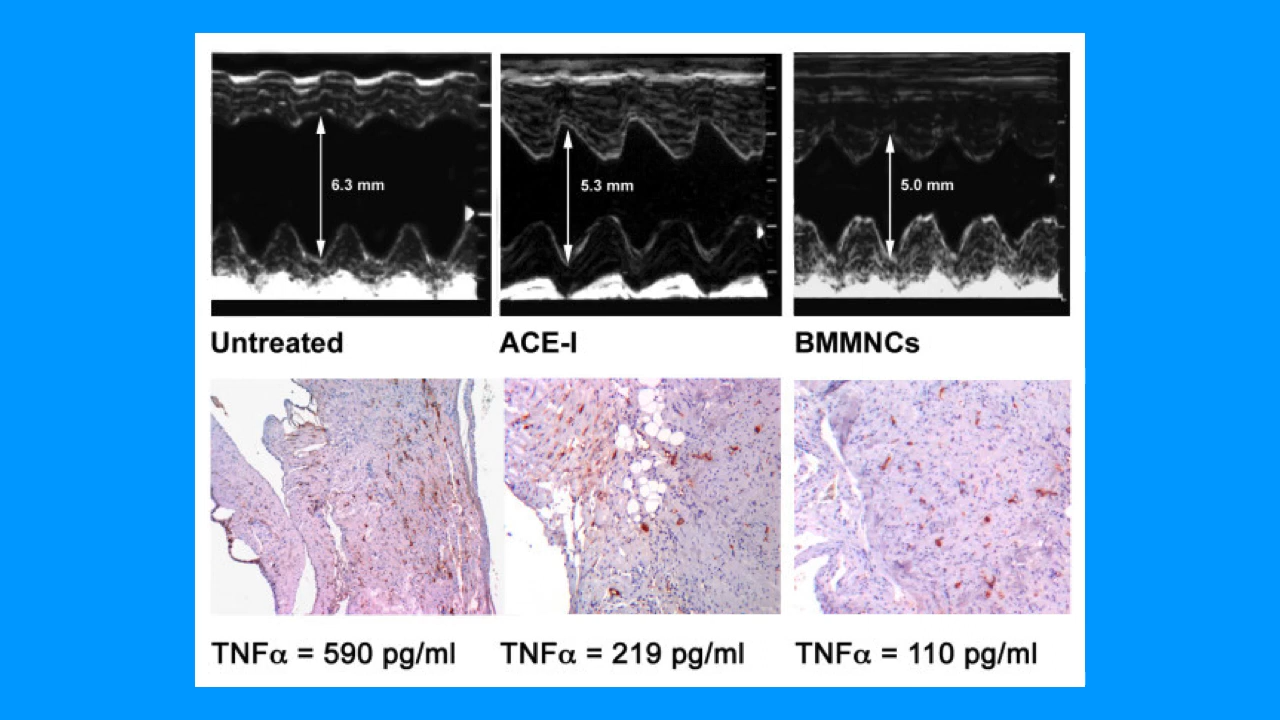 6.3 mm
5.3 mm
5.0 mm
Untreated
ACE-I
BMMNCs
TNFα = 590 pg/ml
TNFα = 219 pg/ml
TNFα = 110 pg/ml